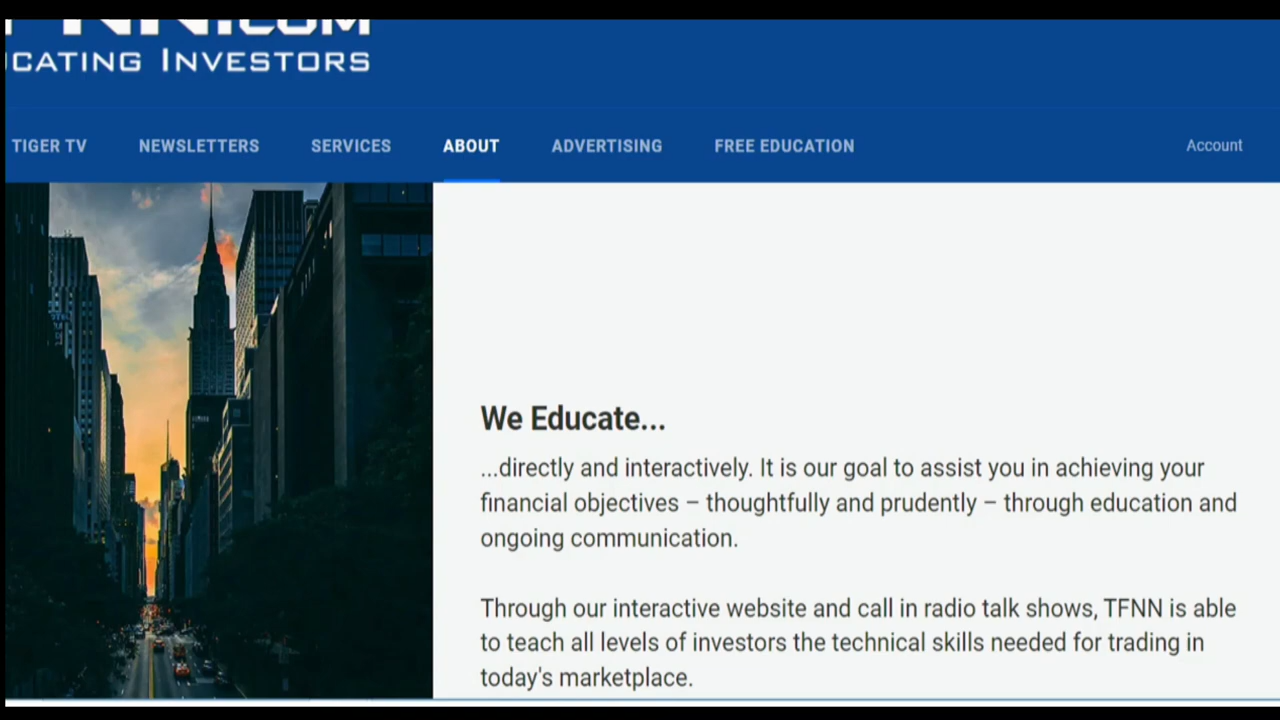 TFNN.COM
Educating Investors
TIGER TV NEWSLETTERS SERVICES ABOUT ADVERTISING FREE EDUCATION Account
We Educate...
...directly and interactively. It is our goal to assist you in achieving your
financial objectives – thoughtfully and prudently – through education and
ongoing communication.
Through our interactive website and call in radio talk shows, TFNN is able
to teach all levels of investors the technical skills needed for trading in
today's marketplace.